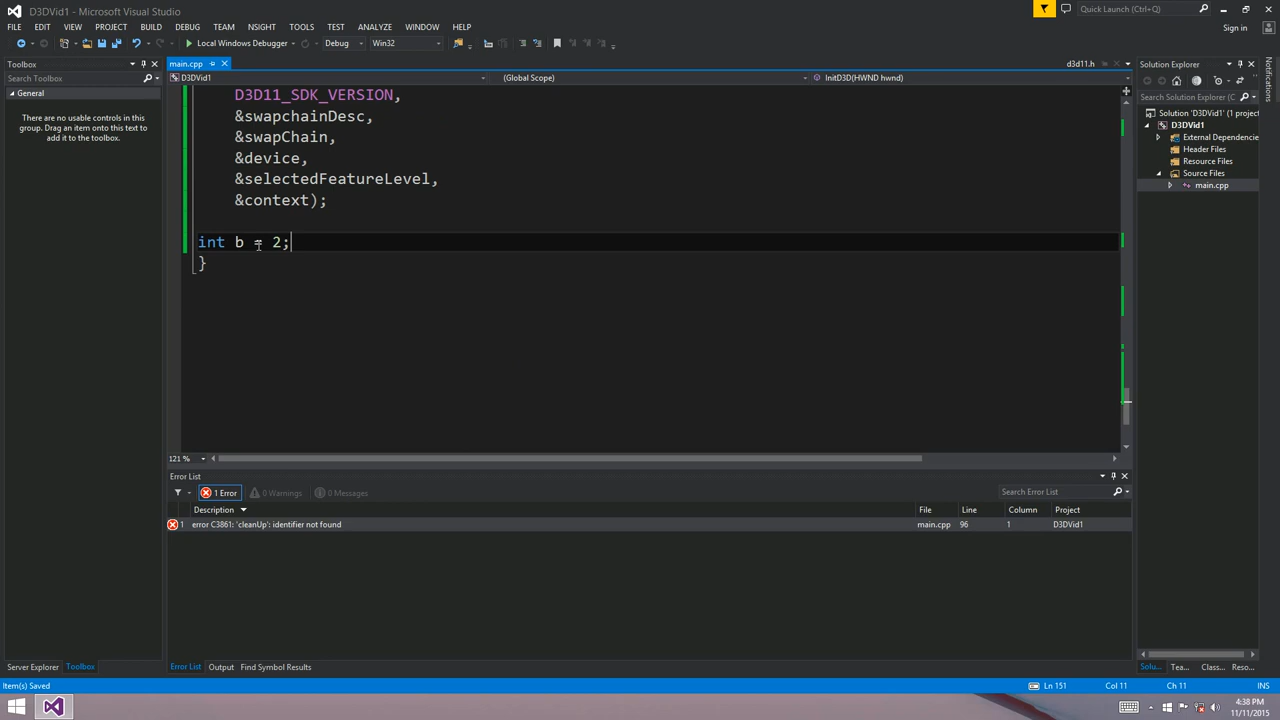 D3DVid1 - Microsoft Visual Studio
Quick Launch (Ctrl+Q)
FILE EDIT VIEW PROJECT BUILD DEBUG TEAM NSIGHT TOOLS TEST ANALYZE WINDOW HELP
Sign in
Local Windows Debugger Debug Win32
Toolbox
Search Toolbox
General
There are no usable controls in this
group. Drag an item onto this text to
add it to the toolbox.
main.cpp
d3d11.h
D3DVid1
(Global Scope)
InitD3D(HWND hwnd)
D3D11_SDK_VERSION,
&swapchainDesc,
&swapChain,
&device,
&selectedFeatureLevel,
&context);
int b = 2;
}
121 %
Solution Explorer
Search Solution Explorer (C
Solution 'D3DVid1' (1 projec
D3DVid1
External Dependencie
Header Files
Resource Files
Source Files
main.cpp
Notifications
Error List
1 Error 0 Warnings 0 Messages
Search Error List
Description File Line Column Project
1 error C3861: 'cleanUp': identifier not found main.cpp 96 1 D3DVid1
Server Explorer Toolbox
Error List Output Find Symbol Results
Solu... Tea... Class... Reso...
Item(s) Saved
Ln 151 Col 11 Ch 11 INS
4:38 PM
11/11/2015